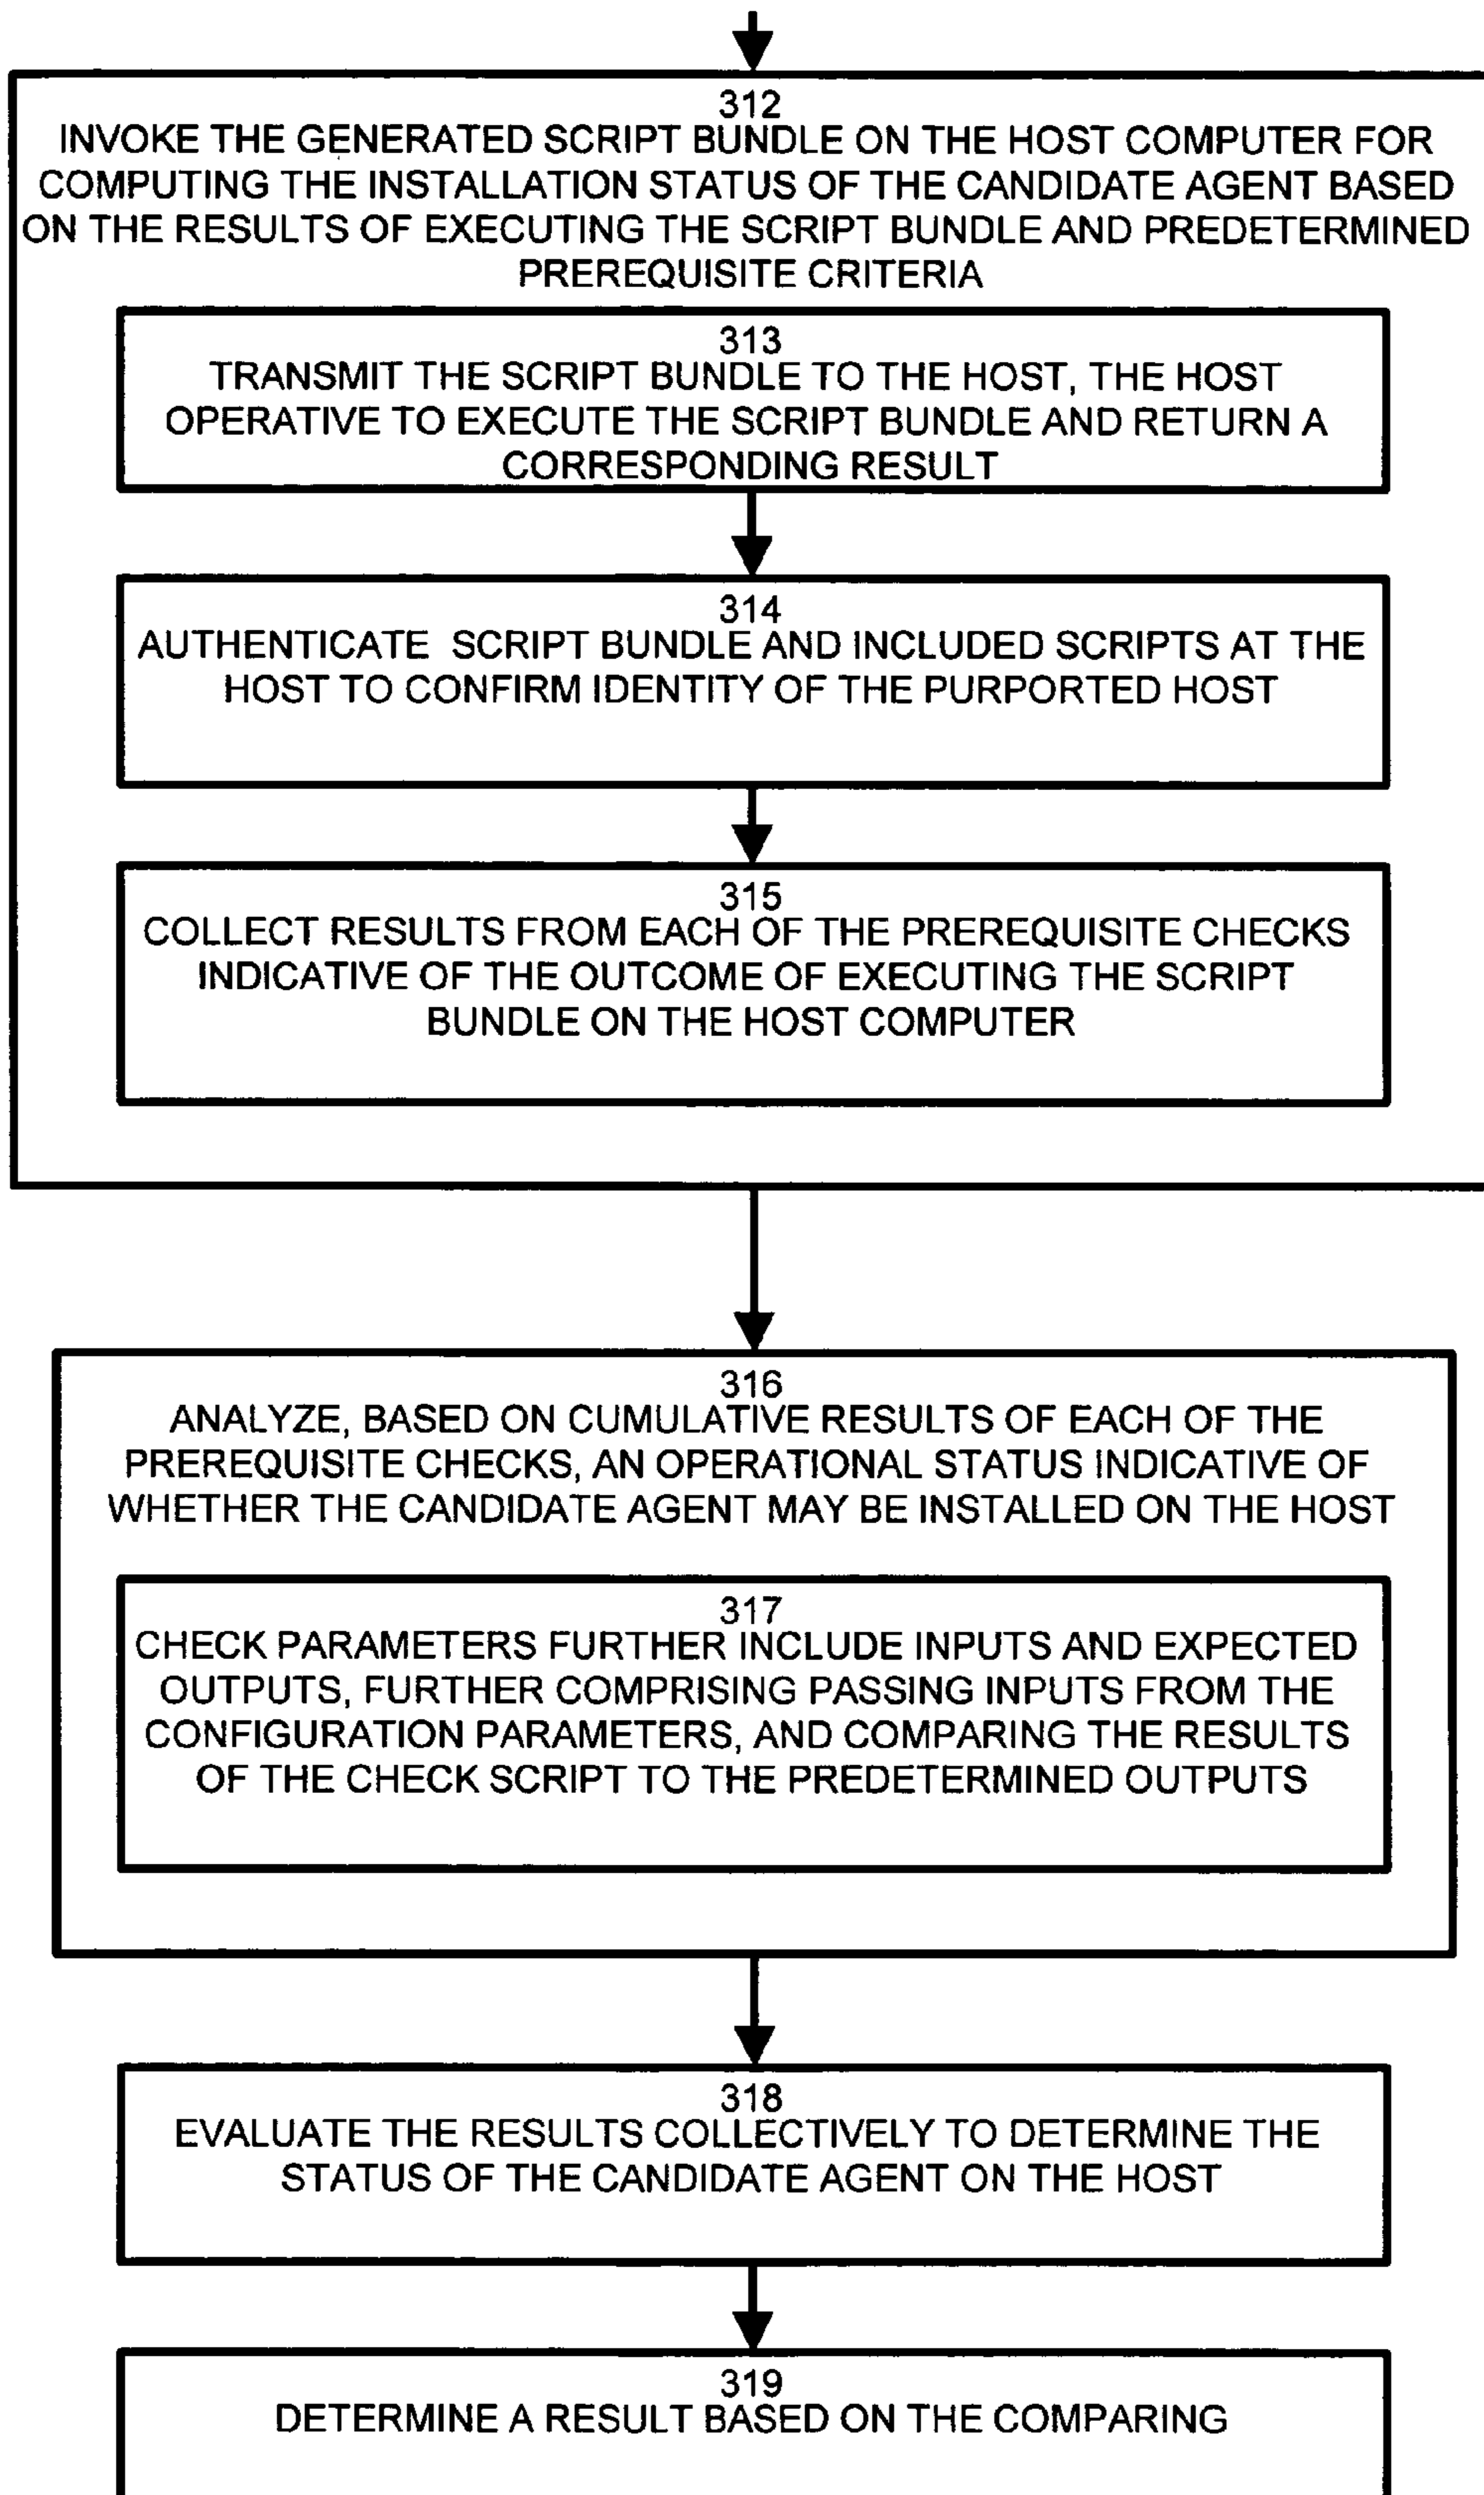 312
INVOKE THE GENERATED SCRIPT BUNDLE ON THE HOST COMPUTER FOR
COMPUTING THE INSTALLATION STATUS OF THE CANDIDATE AGENT BASED
ON THE RESULTS OF EXECUTING THE SCRIPT BUNDLE AND PREDETERMINED
PREREQUISITE CRITERIA
313
TRANSMIT THE SCRIPT BUNDLE TO THE HOST, THE HOST
OPERATIVE TO EXECUTE THE SCRIPT BUNDLE AND RETURN A
CORRESPONDING RESULT
314
AUTHENTICATE SCRIPT BUNDLE AND INCLUDED SCRIPTS AT THE
HOST TO CONFIRM IDENTITY OF THE PURPORTED HOST
315
COLLECT RESULTS FROM EACH OF THE PREREQUISITE CHECKS
INDICATIVE OF THE OUTCOME OF EXECUTING THE SCRIPT
BUNDLE ON THE HOST COMPUTER
316
ANALYZE, BASED ON CUMULATIVE RESULTS OF EACH OF THE
PREREQUISITE CHECKS, AN OPERATIONAL STATUS INDICATIVE OF
WHETHER THE CANDIDATE AGENT MAY BE INSTALLED ON THE HOST
317
CHECK PARAMETERS FURTHER INCLUDE INPUTS AND EXPECTED
OUTPUTS, FURTHER COMPRISING PASSING INPUTS FROM THE
CONFIGURATION PARAMETERS, AND COMPARING THE RESULTS
OF THE CHECK SCRIPT TO THE PREDETERMINED OUTPUTS
318
EVALUATE THE RESULTS COLLECTIVELY TO DETERMINE THE
STATUS OF THE CANDIDATE AGENT ON THE HOST
319
DETERMINE A RESULT BASED ON THE COMPARING